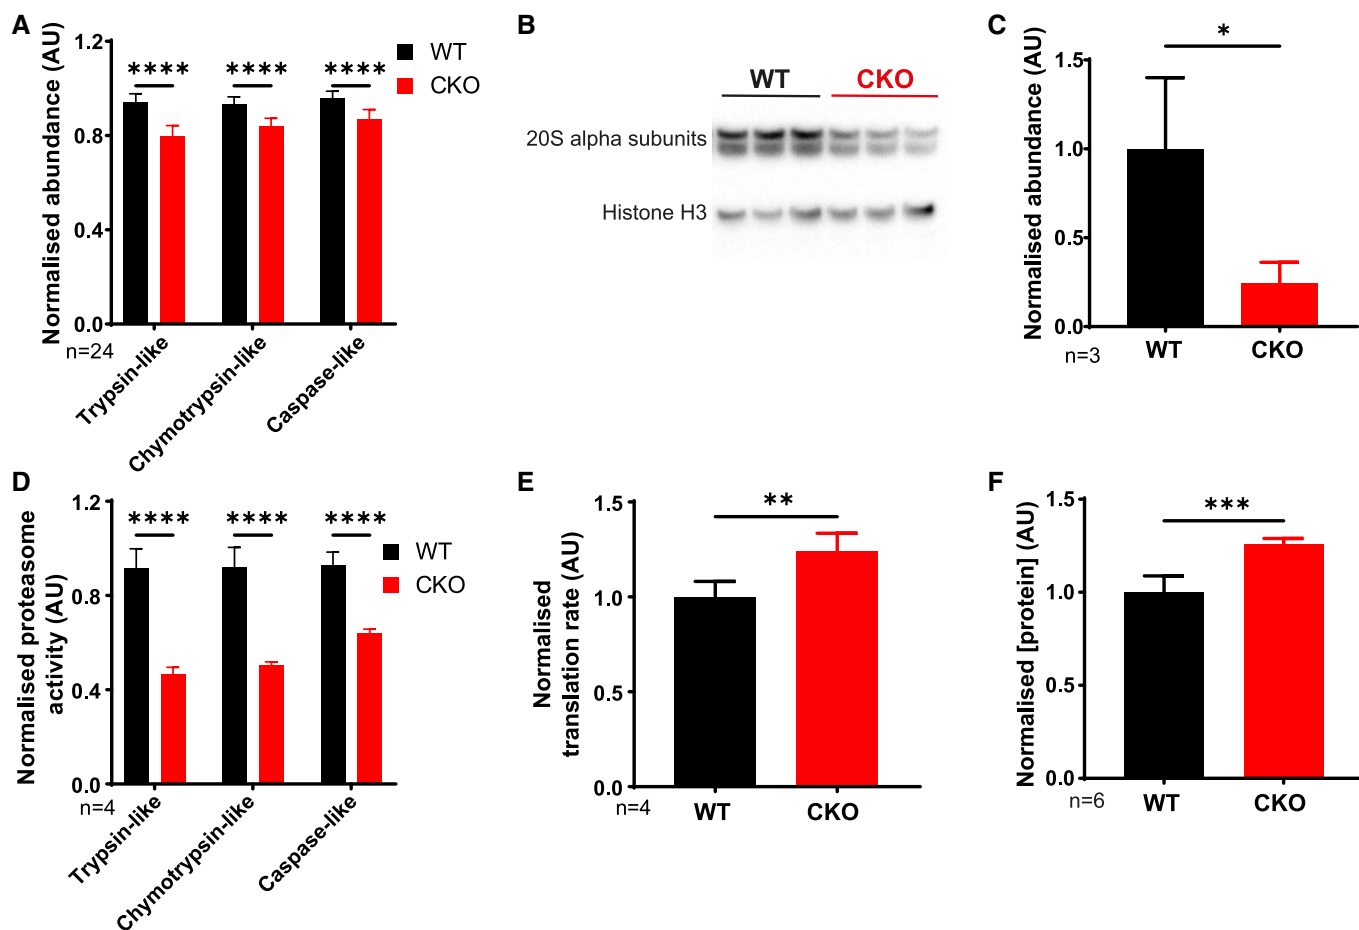 A
Normalised abundance (AU)
1.2
0.8
0.4
0.0
****
****
****
WT
CKO
n=24
Trypsin-like
Chymotrypsin-like
Caspase-like
B
WT
CKO
20S alpha subunits
Histone H3
C
Normalised abundance (AU)
1.5
1.0
0.5
0.0
*
n=3
WT
CKO
D
Normalised proteasome
activity (AU)
1.2
0.8
0.4
0.0
****
****
****
WT
CKO
n=4
Trypsin-like
Chymotrypsin-like
Caspase-like
E
Normalised
translation rate (AU)
1.5
1.0
0.5
0.0
**
n=4
WT
CKO
F
Normalised [protein] (AU)
1.5
1.0
0.5
0.0
***
n=6
WT
CKO